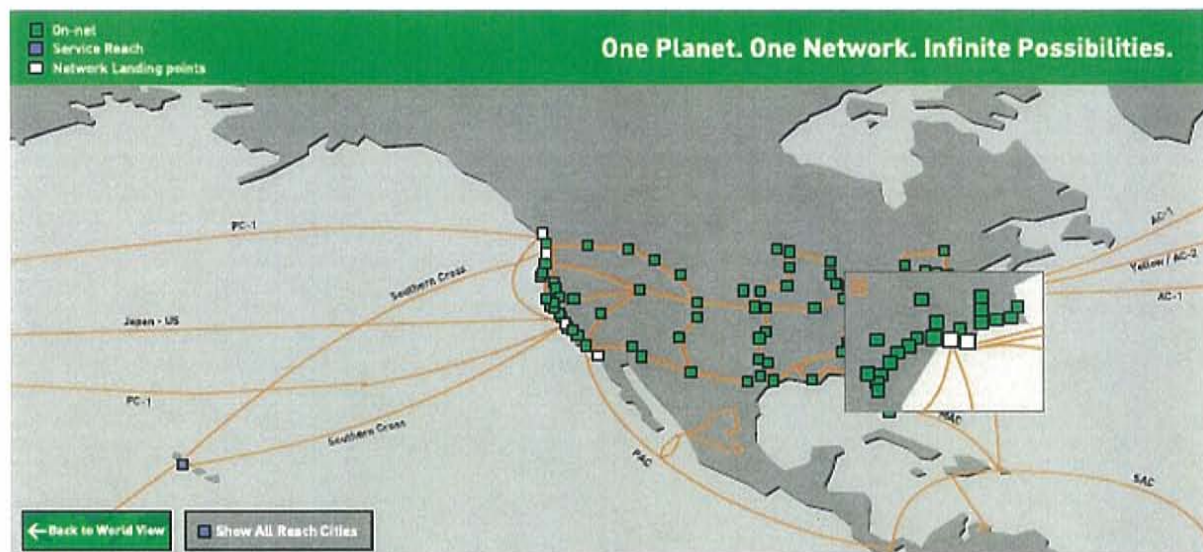 On-net
Service Reach
Network Landing points
One Planet. One Network. Infinite Possibilities.
PC-1
Southern Cross
Japan - US
PC-1
Southern Cross
PAC
MAC
SAC
AC-1
Yellow / AC-2
AC-1
←Back to World View
Show All Reach Cities